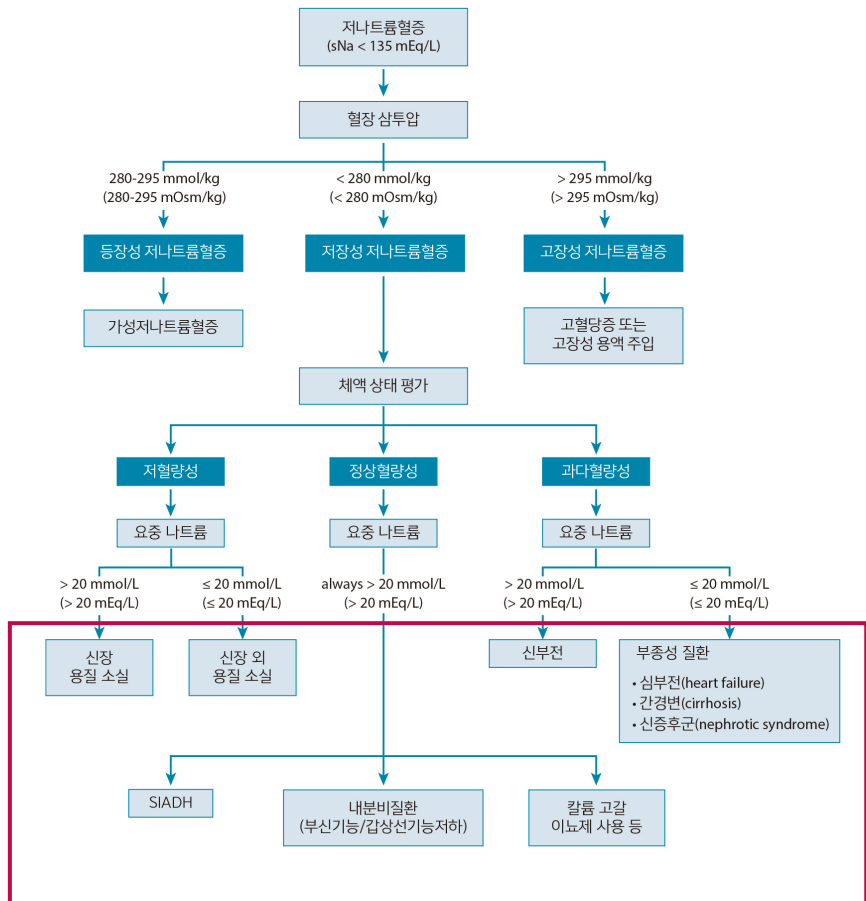 저나트륨혈증
(sNa < 135 mEq/L)
혈장 삼투압
280-295 mmol/kg
(280-295 mOsm/kg)
< 280 mmol/kg
(< 280 mOsm/kg)
> 295 mmol/kg
(> 295 mOsm/kg)
등장성 저나트륨혈증
저장성 저나트륨혈증
고장성 저나트륨혈증
가성저나트륨혈증
고혈당증 또는
고장성 용액 주입
체액 상태 평가
저혈량성
정상혈량성
과다혈량성
요중 나트륨
요중 나트륨
요중 나트륨
> 20 mmol/L
(> 20 mEq/L)
≤ 20 mmol/L
(≤ 20 mEq/L)
always > 20 mmol/L
(> 20 mEq/L)
> 20 mmol/L
(> 20 mEq/L)
≤ 20 mmol/L
(≤ 20 mEq/L)
신장
용질 소실
신장 외
용질 소실
신부전
부종성 질환
• 심부전(heart failure)
• 간경변(cirrhosis)
• 신증후군(nephrotic syndrome)
SIADH
내분비질환
(부신기능/갑상선기능저하)
칼륨 고갈
이뇨제 사용 등